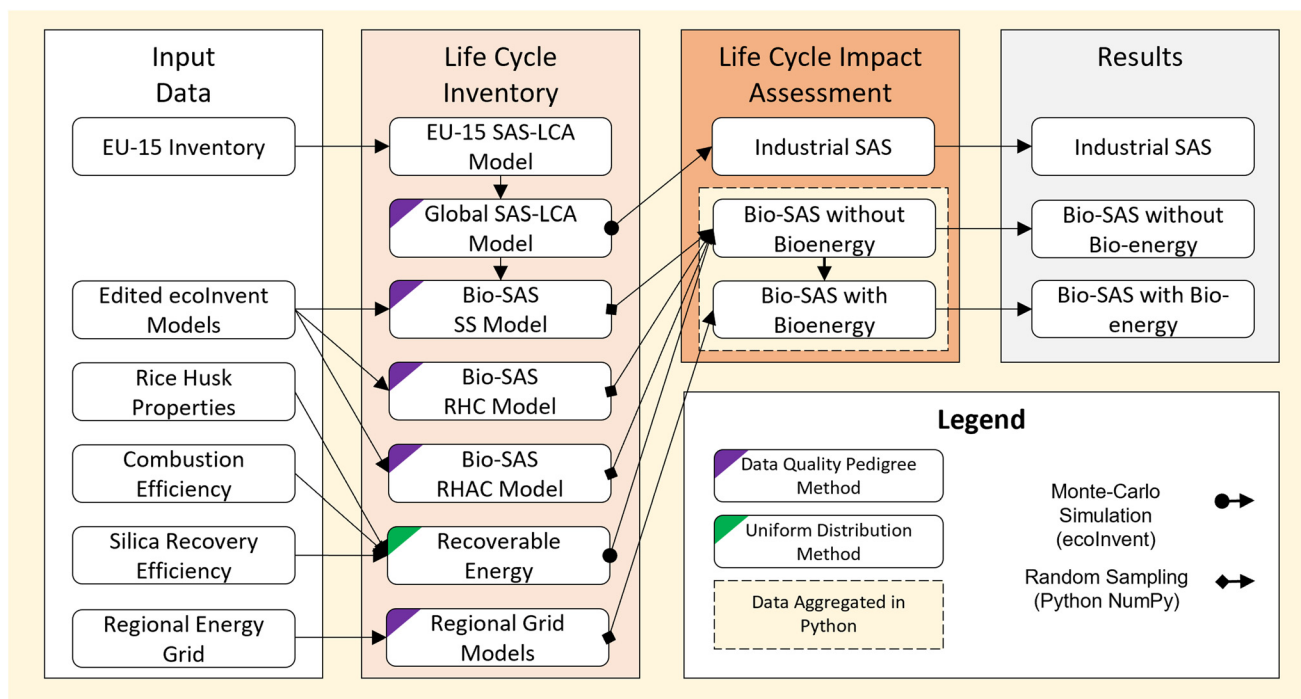 Input
Data
EU-15 Inventory
Edited ecoInvent
Models
Rice Husk
Properties
Combustion
Efficiency
Silica Recovery
Efficiency
Regional Energy
Grid
Life Cycle
Inventory
EU-15 SAS-LCA
Model
Global SAS-LCA
Model
Bio-SAS
SS Model
Bio-SAS
RHC Model
Bio-SAS
RHAC Model
Recoverable
Energy
Regional Grid
Models
Life Cycle Impact
Assessment
Industrial SAS
Bio-SAS without
Bioenergy
Bio-SAS with
Bioenergy
Results
Industrial SAS
Bio-SAS without
Bio-energy
Bio-SAS with Bio-
energy
Legend
Data Quality Pedigree
Method
Uniform Distribution
Method
Data Aggregated in
Python
Monte-Carlo
Simulation
(ecoInvent)
Random Sampling
(Python NumPy)